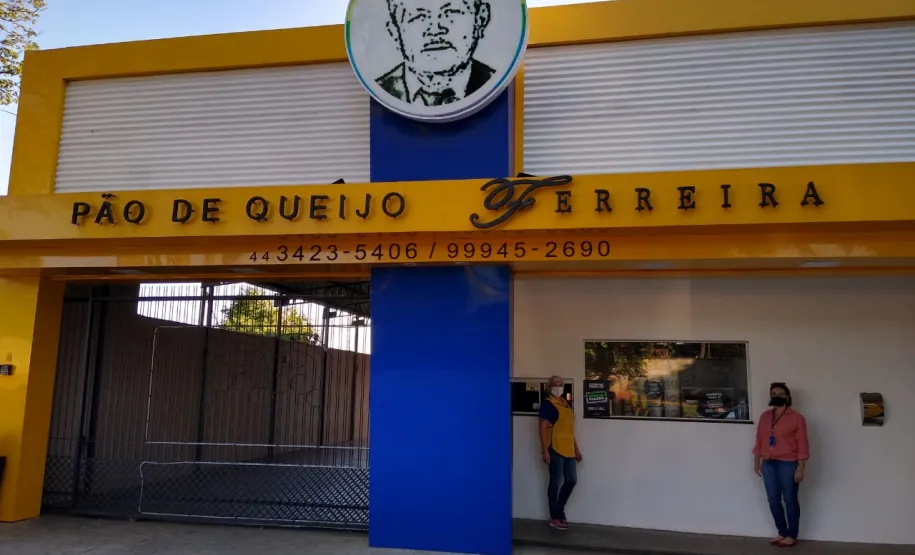 PÃO DE QUEIJO FERREIRA
44 3423-5406 / 99945-2690